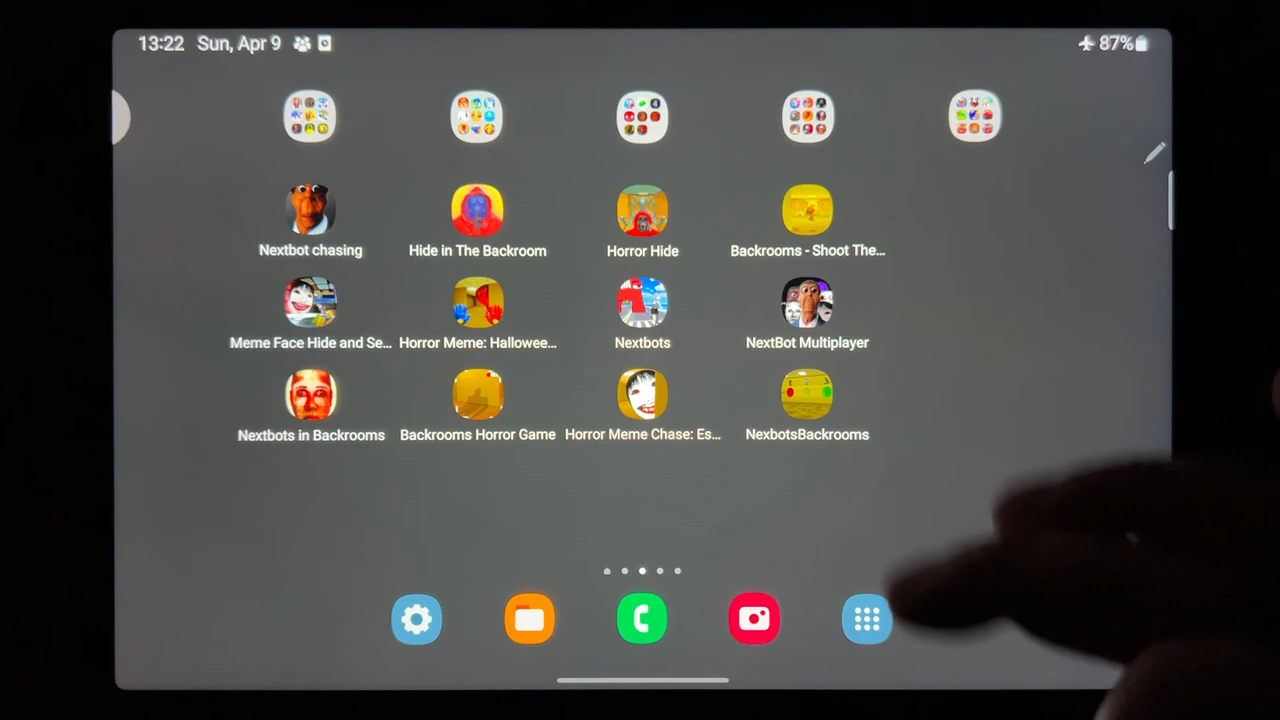 13:22 Sun, Apr 9 87%
Nextbot chasing Hide in The Backroom Horror Hide Backrooms - Shoot The...
Meme Face Hide and Se... Horror Meme: Hallowee... Nextbots NextBot Multiplayer
Nextbots in Backrooms Backrooms Horror Game Horror Meme Chase: Es... NexbotsBackrooms